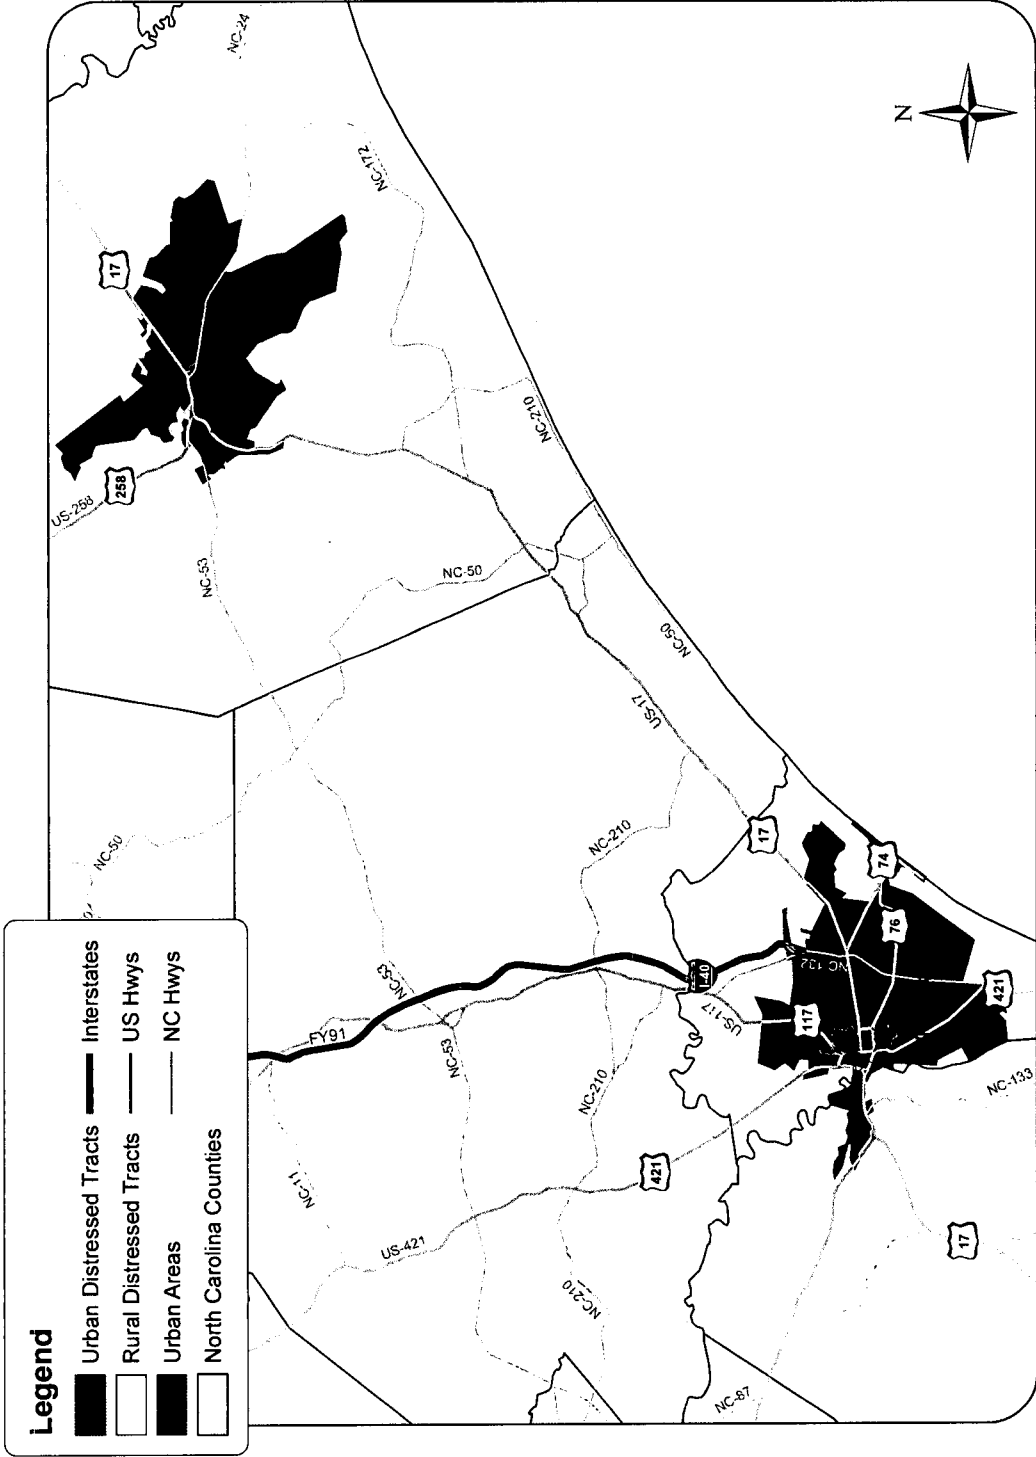 Legend
Urban Distressed Tracts
Rural Distressed Tracts
Urban Areas
North Carolina Counties
Interstates
US Hwys
NC Hwys
N
NC-24
17
NC-172
258
US-258
NC-53
NC-210
NC-50
NC-50
US-17
NC-50
NC-210
17
74
76
NC 132
I-40
421
117
US-117
NC-53
FY91
NC-53
NC-210
NC-133
NC-11
421
US-421
NC-210
17
NC-87